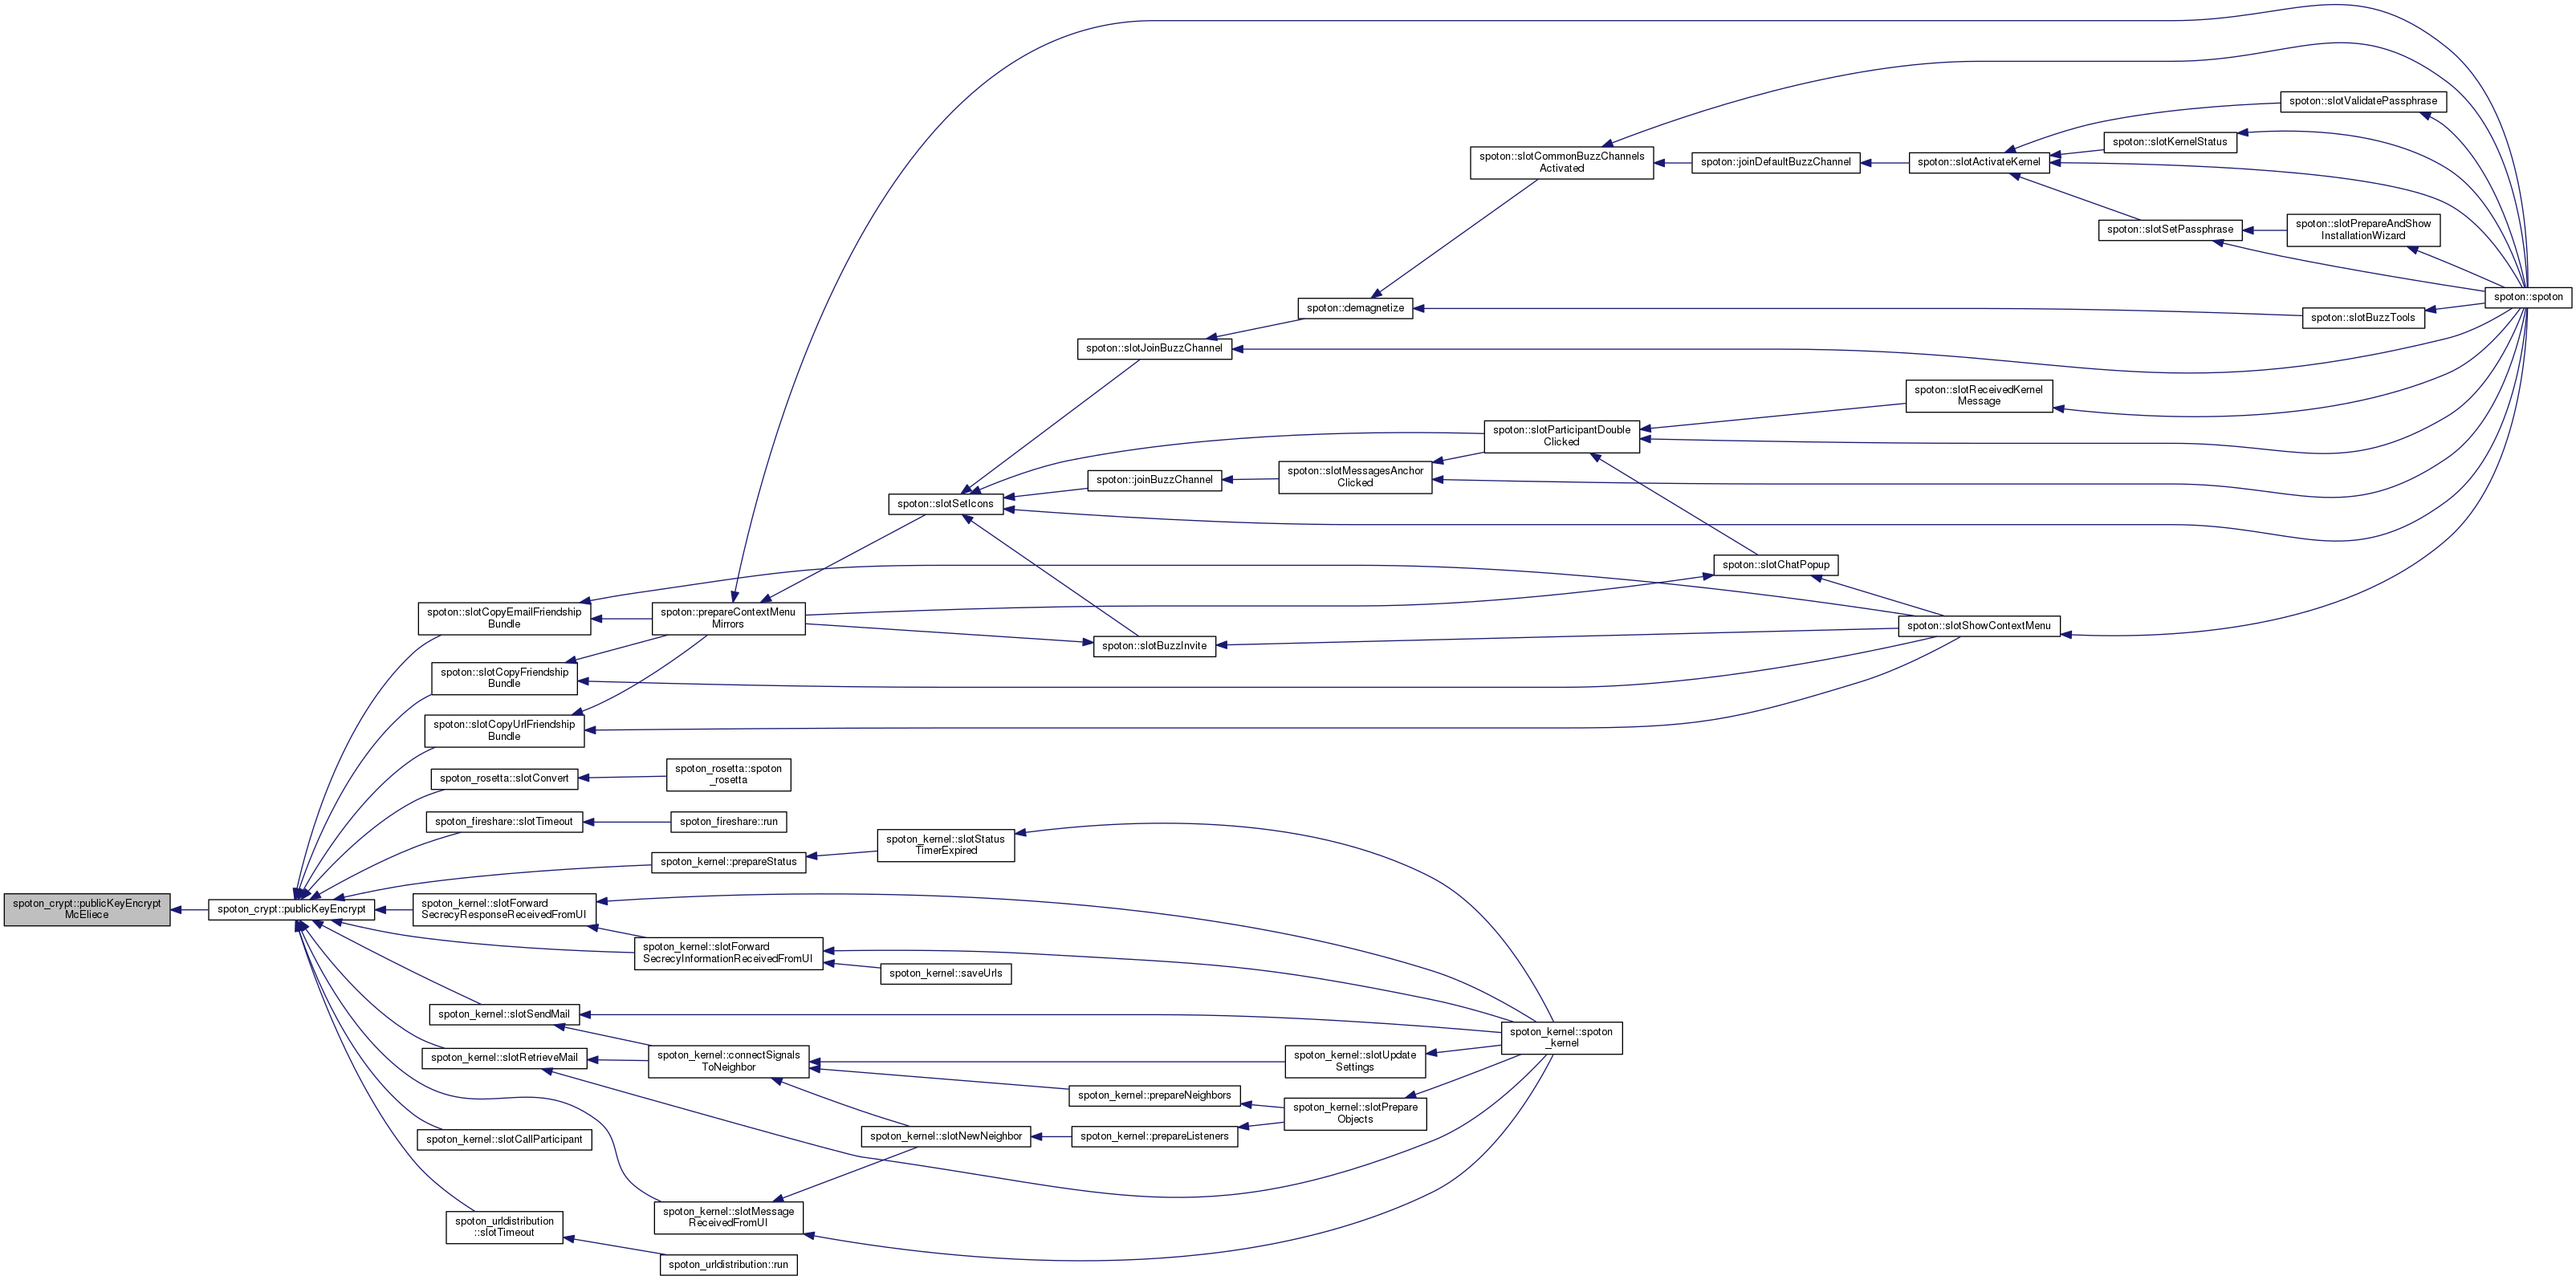 spoton_crypt::publicKeyEncrypt
McEliece
spoton_crypt::publicKeyEncrypt
spoton::slotCopyEmailFriendship
Bundle
spoton::slotCopyFriendship
Bundle
spoton::slotCopyUrlFriendship
Bundle
spoton_rosetta::slotConvert
spoton_fireshare::slotTimeout
spoton_kernel::prepareStatus
spoton_kernel::slotForward
SecrecyResponseReceivedFromUI
spoton_kernel::slotForward
SecrecyInformationReceivedFromUI
spoton_kernel::slotSendMail
spoton_kernel::slotRetrieveMail
spoton_kernel::slotCallParticipant
spoton_kernel::slotMessage
ReceivedFromUI
spoton_urldistribution
::slotTimeout
spoton_urldistribution::run
spoton::prepareContextMenu
Mirrors
spoton_rosetta::spoton
_rosetta
spoton_fireshare::run
spoton_kernel::slotStatus
TimerExpired
spoton_kernel::saveUrls
spoton_kernel::connectSignals
ToNeighbor
spoton_kernel::slotNewNeighbor
spoton_kernel::prepareNeighbors
spoton_kernel::prepareListeners
spoton_kernel::slotUpdate
Settings
spoton_kernel::slotPrepare
Objects
spoton_kernel::spoton
_kernel
spoton::slotSetIcons
spoton::slotJoinBuzzChannel
spoton::joinBuzzChannel
spoton::slotBuzzInvite
spoton::demagnetize
spoton::slotMessagesAnchor
Clicked
spoton::slotCommonBuzzChannels
Activated
spoton::slotParticipantDouble
Clicked
spoton::joinDefaultBuzzChannel
spoton::slotChatPopup
spoton::slotActivateKernel
spoton::slotReceivedKernel
Message
spoton::slotShowContextMenu
spoton::slotKernelStatus
spoton::slotSetPassphrase
spoton::slotValidatePassphrase
spoton::slotPrepareAndShow
InstallationWizard
spoton::slotBuzzTools
spoton::spoton